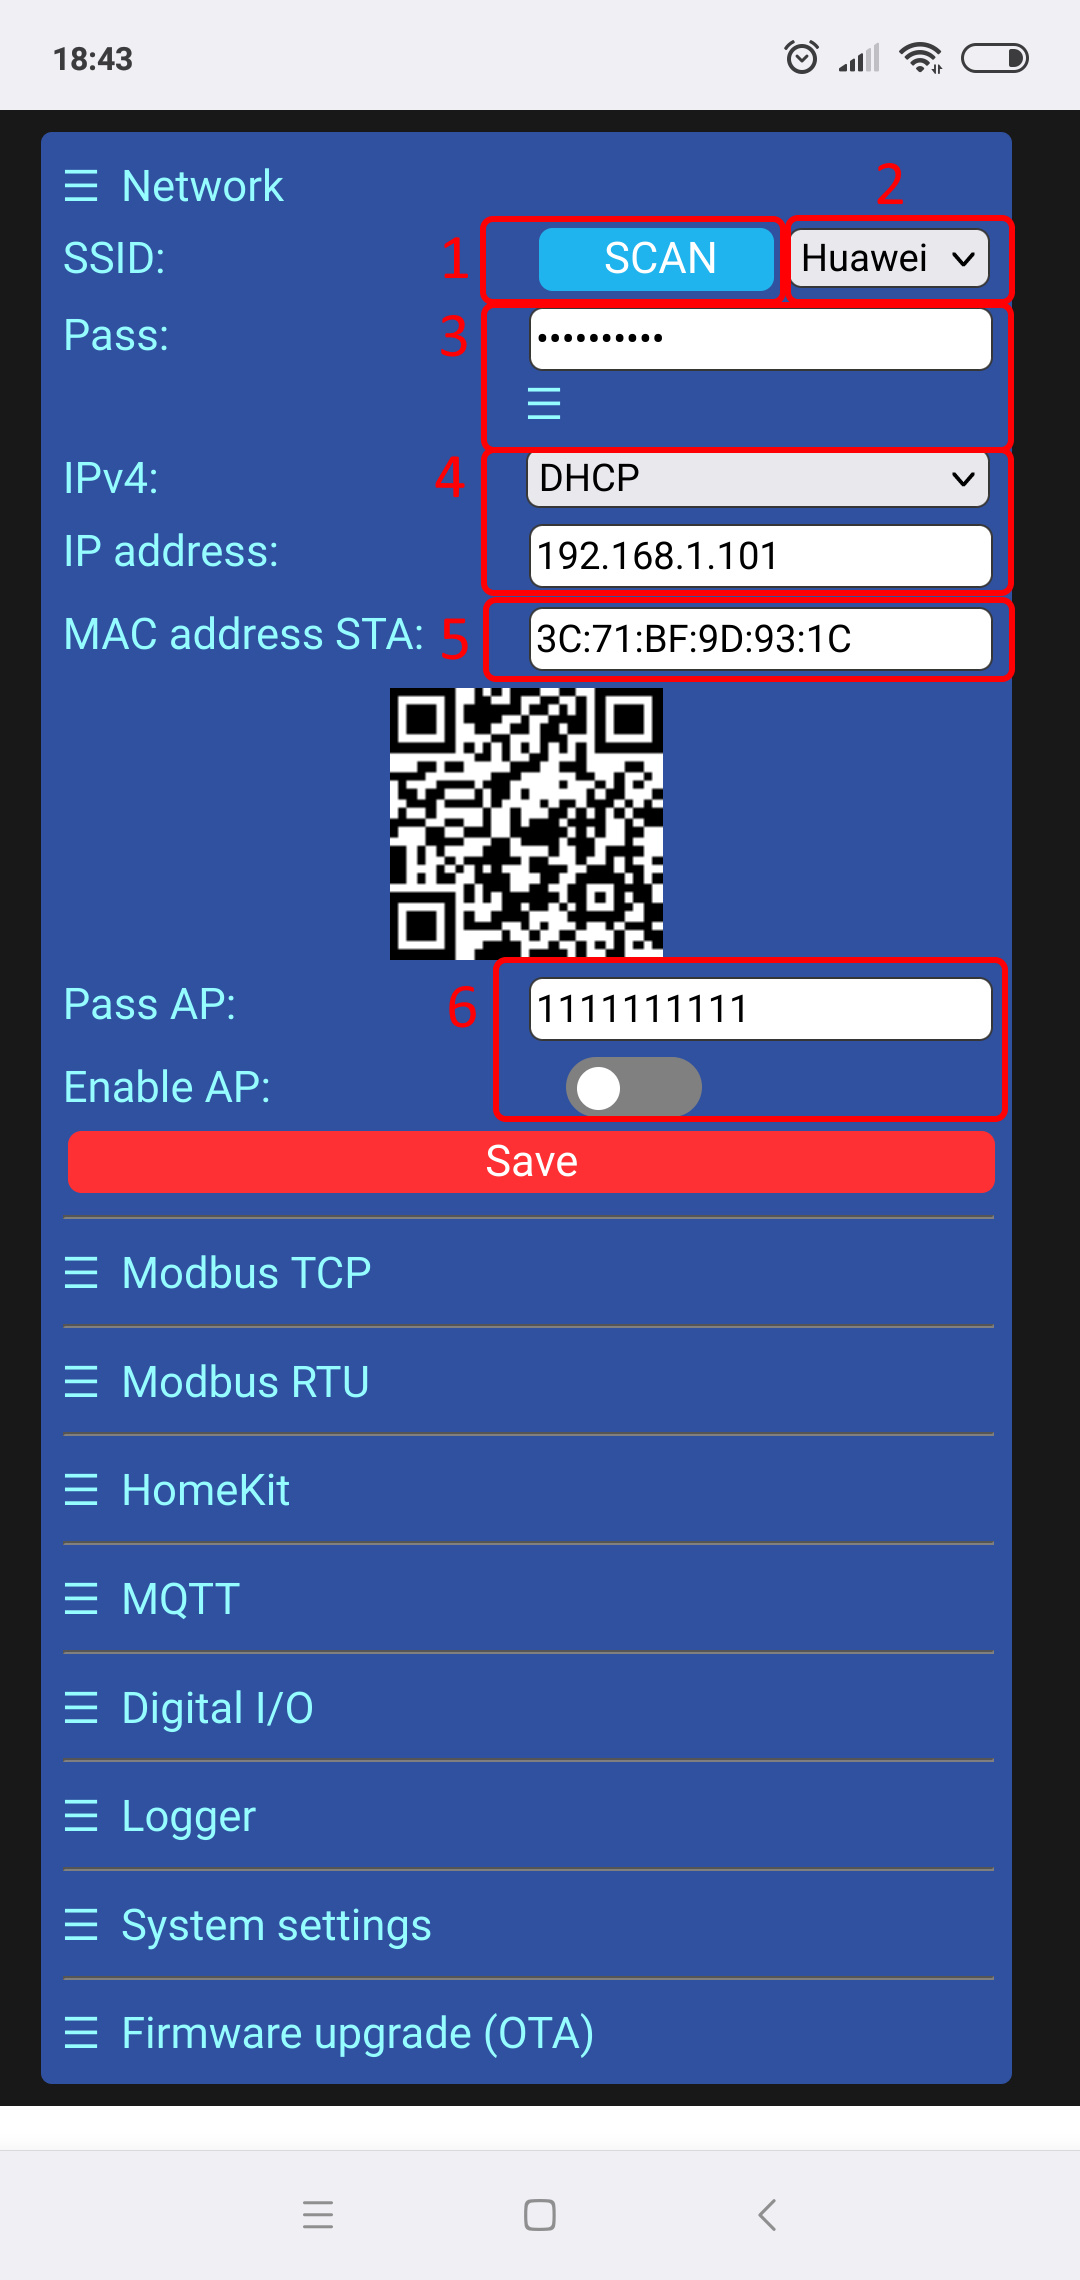 18:43
Network
2
SSID:
1
SCAN
Huawei
Pass:
3
••••••••••
IPv4:
4
DHCP
IP address:
192.168.1.101
MAC address STA:
5
3C:71:BF:9D:93:1C
Pass AP:
6
1111111111
Enable AP:
Save
Modbus TCP
Modbus RTU
HomeKit
MQTT
Digital I/O
Logger
System settings
Firmware upgrade (OTA)